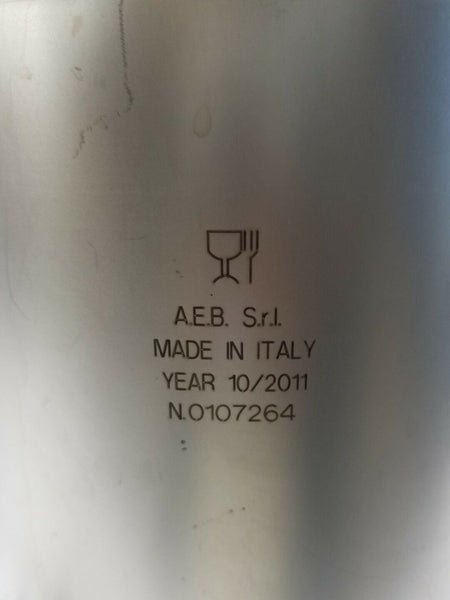 A.E.B. S.r.l.
MADE IN ITALY
YEAR 10/2011
N.0107264